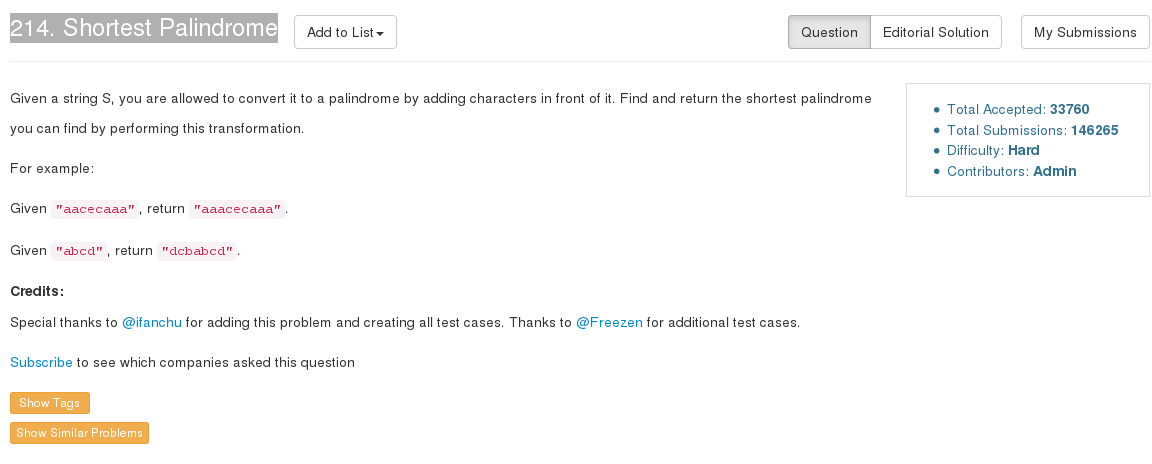 214. Shortest Palindrome
Add to List
Question
Editorial Solution
My Submissions
Given a string S, you are allowed to convert it to a palindrome by adding characters in front of it. Find and return the shortest palindrome
you can find by performing this transformation.
Total Accepted: 33760
Total Submissions: 146265
Difficulty: Hard
Contributors: Admin
For example:
Given "aacecaaa", return "aaacecaaa".
Given "abcd", return "dcbabcd".
Credits:
Special thanks to @ifanchu for adding this problem and creating all test cases. Thanks to @Freezen for additional test cases.
Subscribe to see which companies asked this question
Show Tags
Show Similar Problems